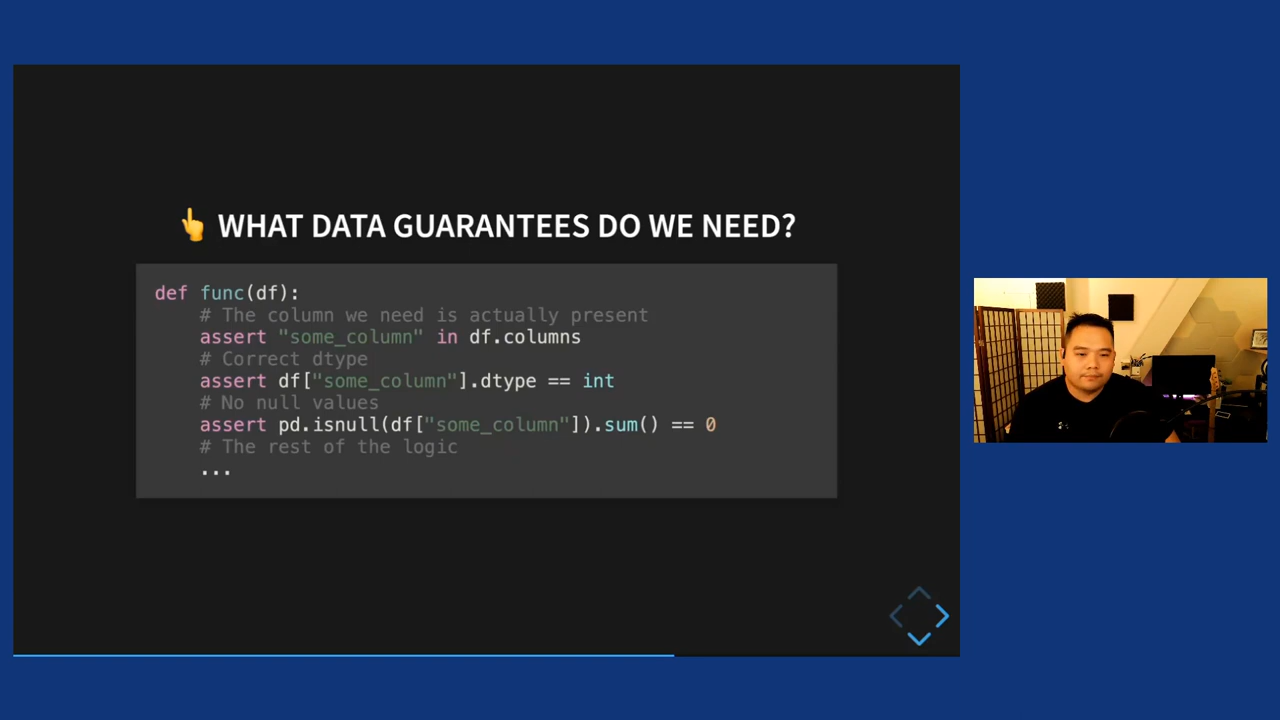 👆 WHAT DATA GUARANTEES DO WE NEED?
def func(df):
    # The column we need is actually present
    assert "some_column" in df.columns
    # Correct dtype
    assert df["some_column"].dtype == int
    # No null values
    assert pd.isnull(df["some_column"]).sum() == 0
    # The rest of the logic
    ...